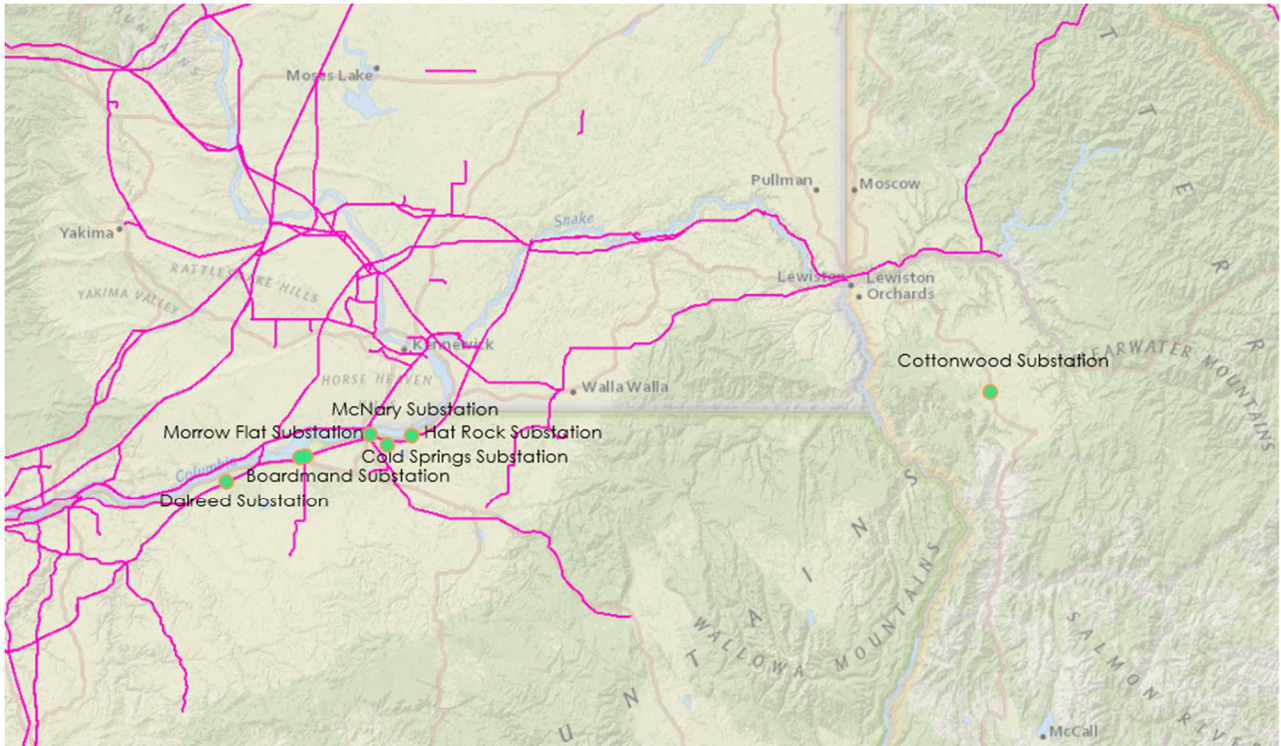 Moses Lake
Pullman
Moscow
Snake
Yakima
RATTLESNAKE HILLS
YAKIMA VALLEY
Lewiston
Lewiston
Orchards
Kennewick
Cottonwood Substation
CLEARWATER MOUNTAINS
HORSE HEAVEN
HILLS
Walla Walla
McNary Substation
Morrow Flat Substation
Hat Rock Substation
Cold Springs Substation
Columbia
Boardmand Substation
Dalreed Substation
WALLOWA MOUNTAINS
SALMON RIVER
McCall
T
T
E
R
R
S
N
I
A
T
N
U